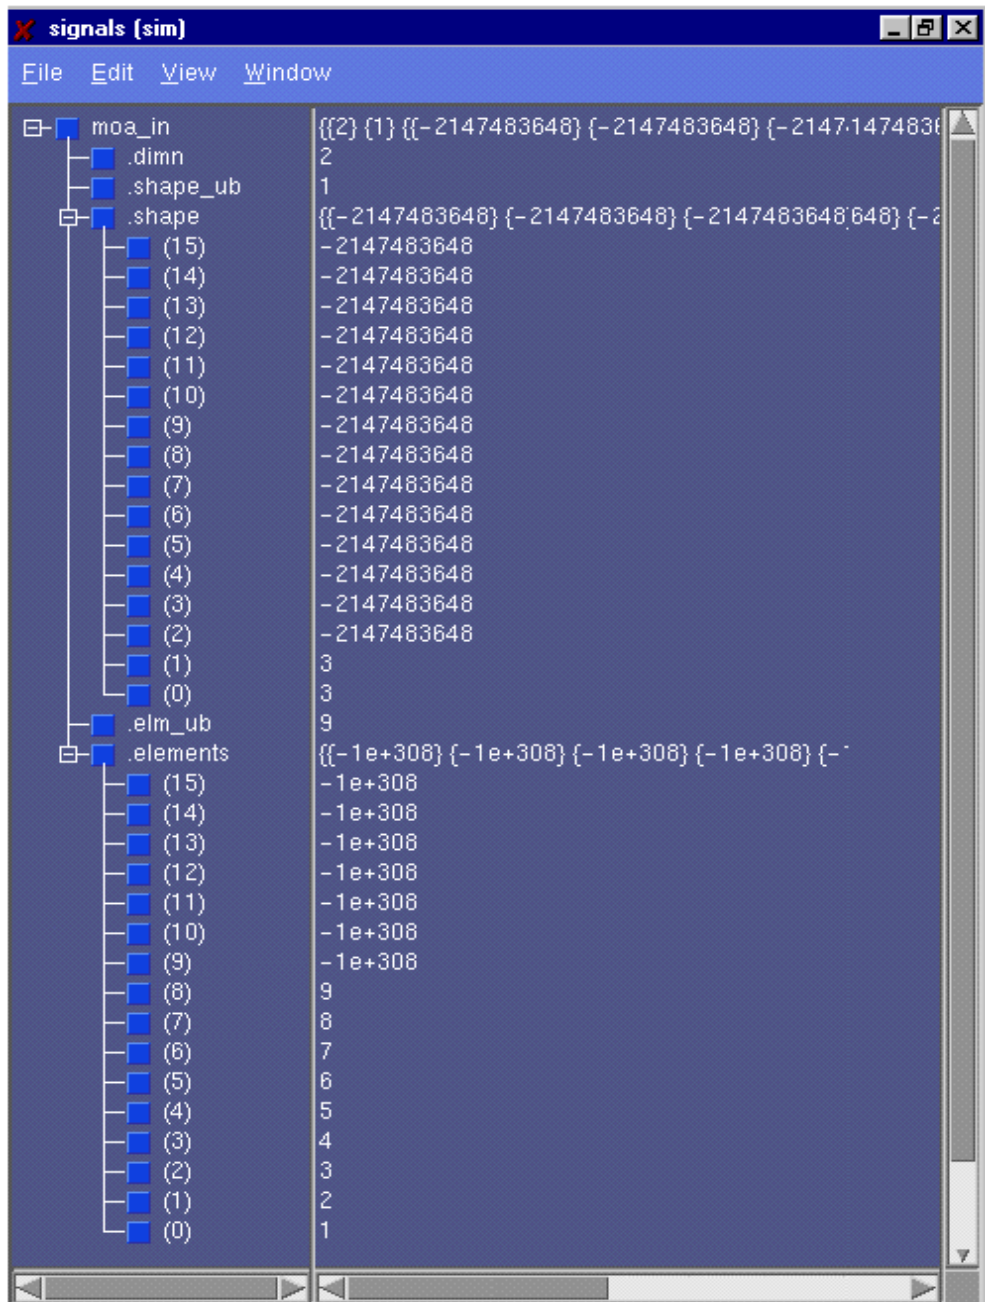 signals (sim)
File Edit View Window
moa_in {{2} {1} {{-2147483648} {-2147483648} {-2147
.dimn 2
.shape_ub 1
.shape {{-2147483648} {-2147483648} {-2147483648 648} {-2
(15) -2147483648
(14) -2147483648
(13) -2147483648
(12) -2147483648
(11) -2147483648
(10) -2147483648
(9) -2147483648
(8) -2147483648
(7) -2147483648
(6) -2147483648
(5) -2147483648
(4) -2147483648
(3) -2147483648
(2) -2147483648
(1) 3
(0) 3
.elm_ub 9
.elements {{-1e+308} {-1e+308} {-1e+308} {-1e+308} {-
(15) -1e+308
(14) -1e+308
(13) -1e+308
(12) -1e+308
(11) -1e+308
(10) -1e+308
(9) -1e+308
(8) 9
(7) 8
(6) 7
(5) 6
(4) 5
(3) 4
(2) 3
(1) 2
(0) 1